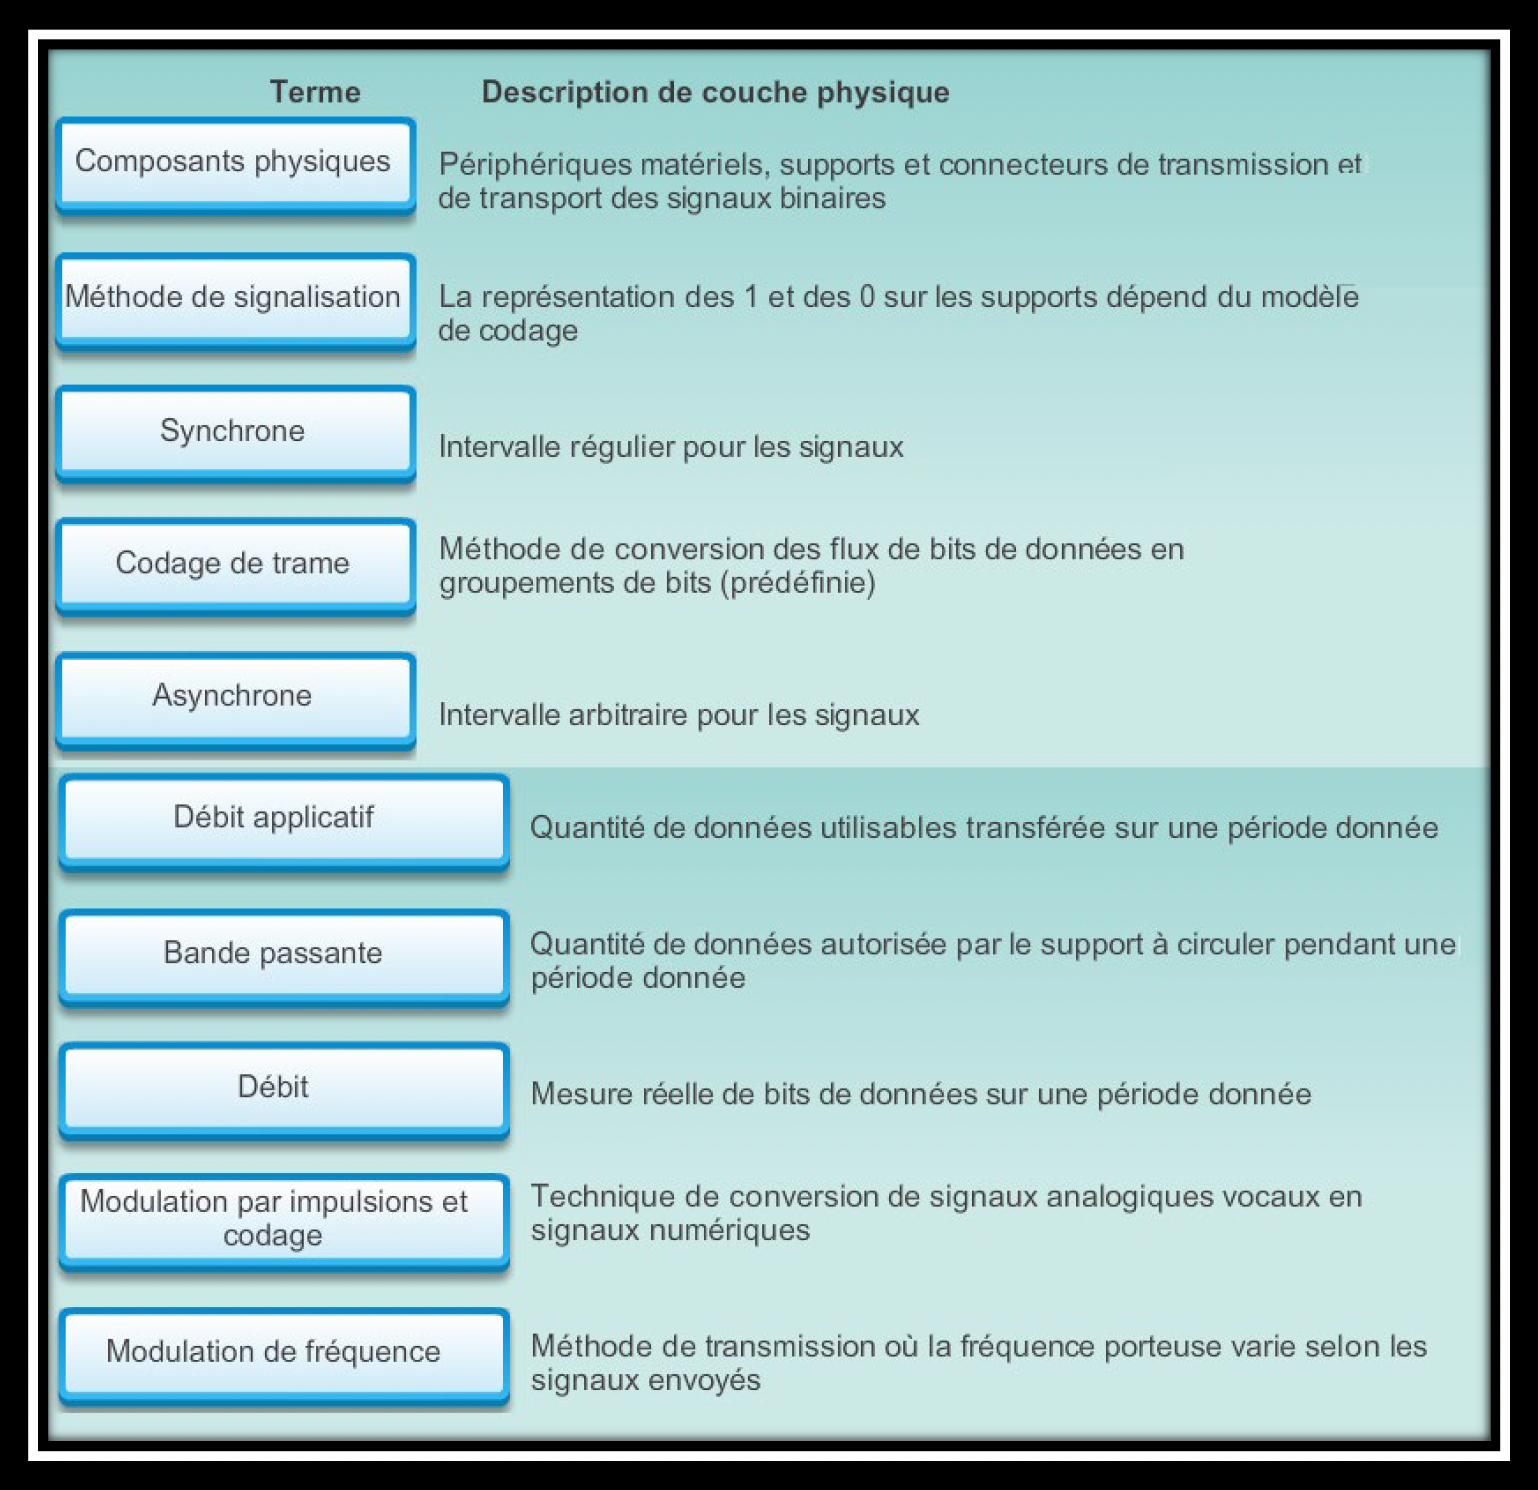 Terme
Description de couche physique
Composants physiques
Périphériques matériels, supports et connecteurs de transmission et
de transport des signaux binaires
Méthode de signalisation
La représentation des 1 et des 0 sur les supports dépend du modèle
de codage
Synchrone
Intervalle régulier pour les signaux
Codage de trame
Méthode de conversion des flux de bits de données en
groupements de bits (prédéfinie)
Asynchrone
Intervalle arbitraire pour les signaux
Débit applicatif
Quantité de données utilisables transférée sur une période donnée
Bande passante
Quantité de données autorisée par le support à circuler pendant une
période donnée
Débit
Mesure réelle de bits de données sur une période donnée
Modulation par impulsions et
codage
Technique de conversion de signaux analogiques vocaux en
signaux numériques
Modulation de fréquence
Méthode de transmission où la fréquence porteuse varie selon les
signaux envoyés